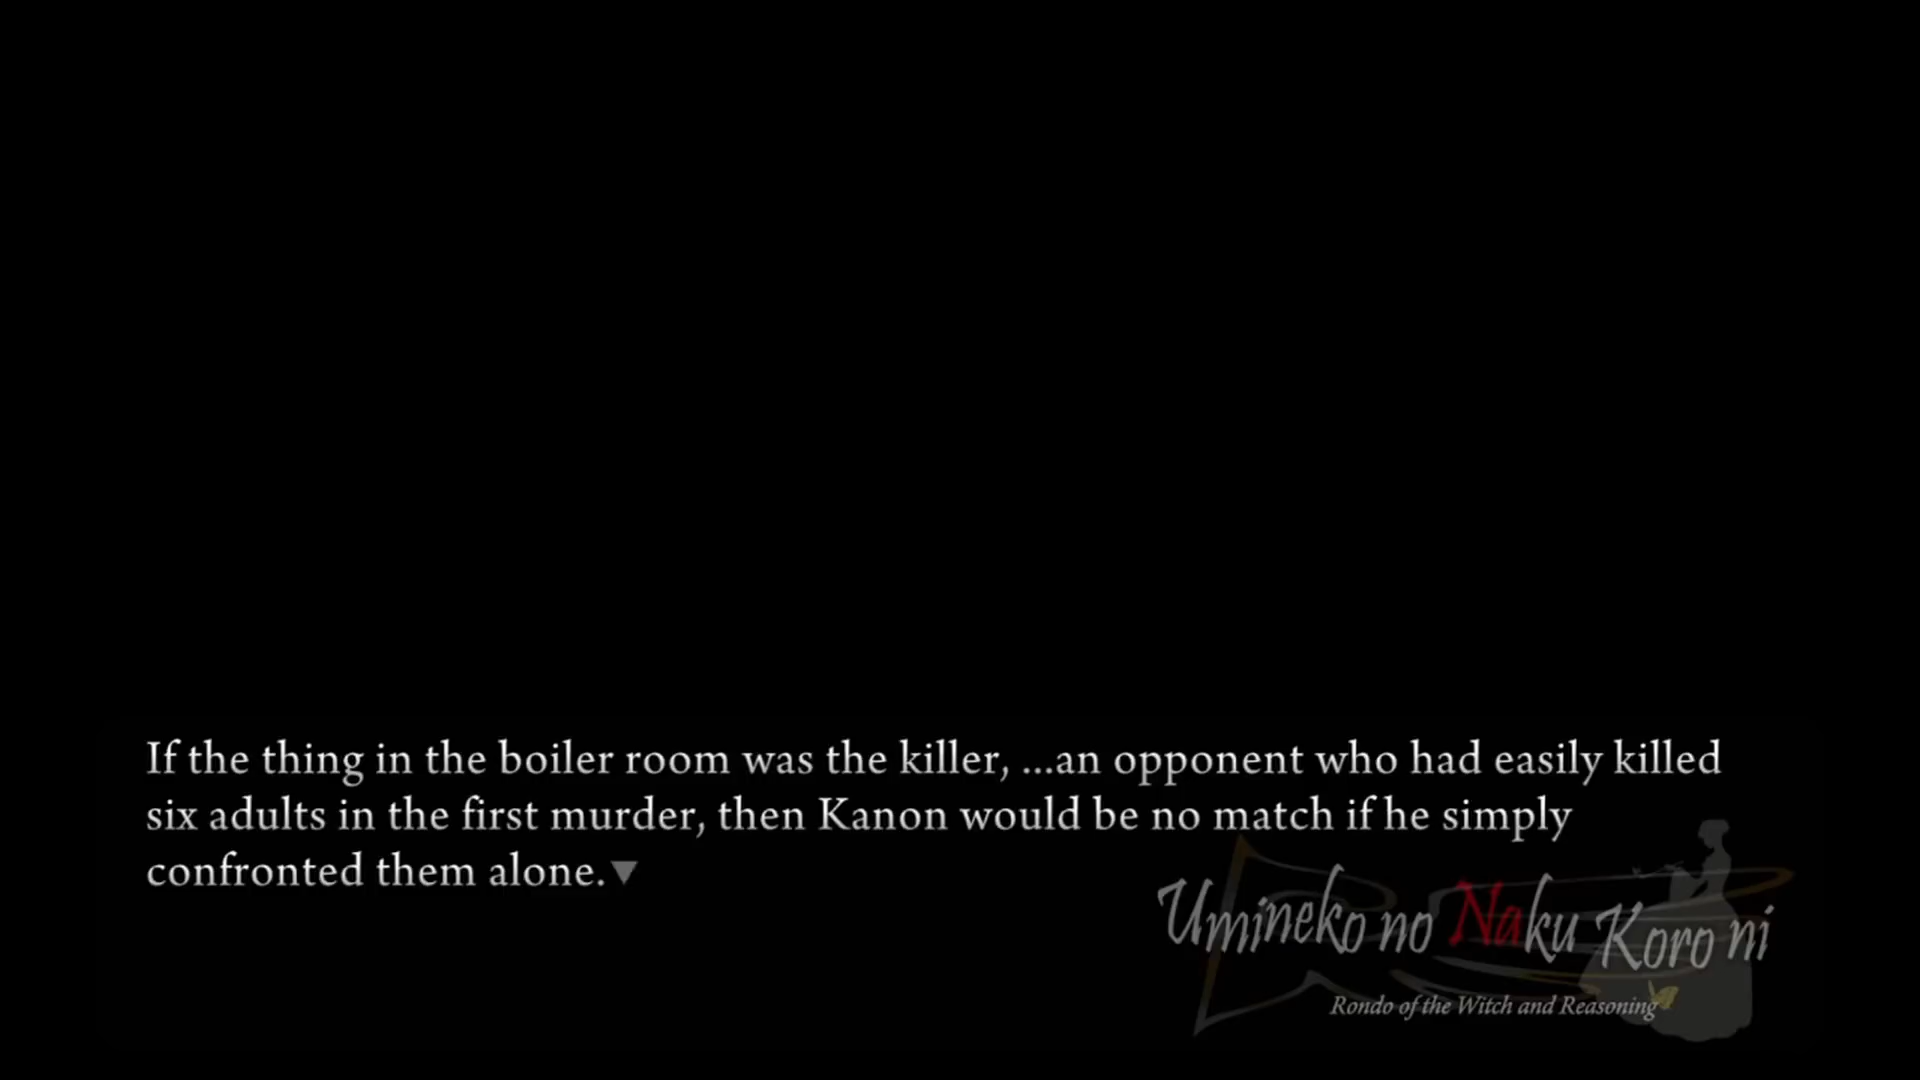 If the thing in the boiler room was the killer, ...an opponent who had easily killed
six adults in the first murder, then Kanon would be no match if he simply
confronted them alone.
Umineko no Naku Koro ni
Rondo of the Witch and Reasoning